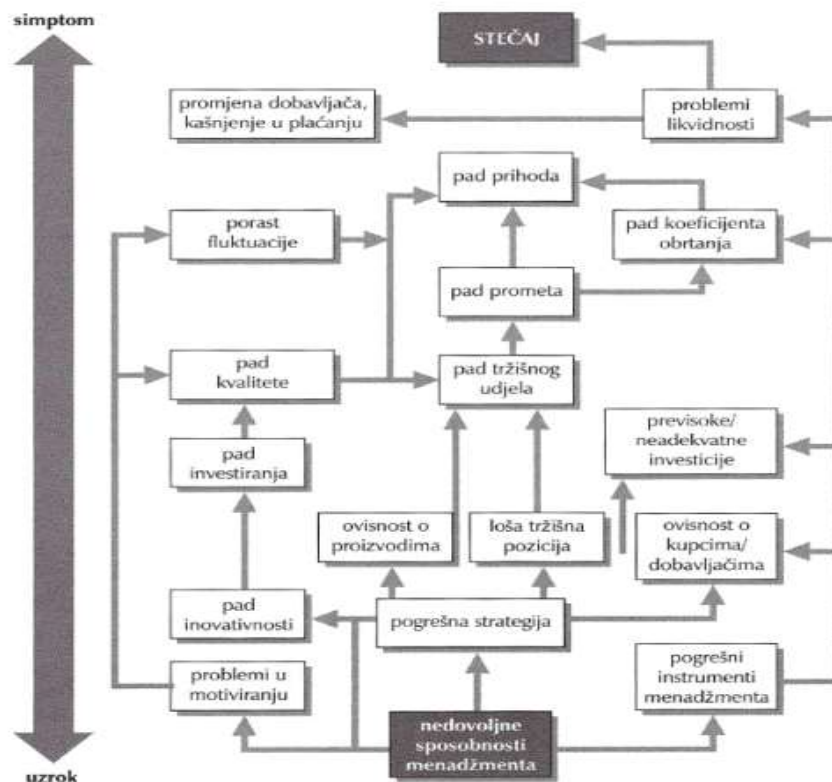 simptom
STEČAJ
promjena dobavljača,
kašnjenje u plaćanju
problemi
likvidnosti
pad prihoda
porast
fluktuacije
pad koeficijenta
obrtanja
pad prometa
pad
kvalitete
pad tržišnog
udjela
previsoke/
neadekvatne
investicije
pad
investiranja
ovisnost o
proizvodima
loša tržišna
pozicija
ovisnost o
kupcima/
dobavljačima
pad
inovativnosti
pogrešna strategija
problemi u
motiviranju
pogrešni
instrumenti
menadžmenta
nedovoljne
sposobnosti
menadžmenta
uzrok